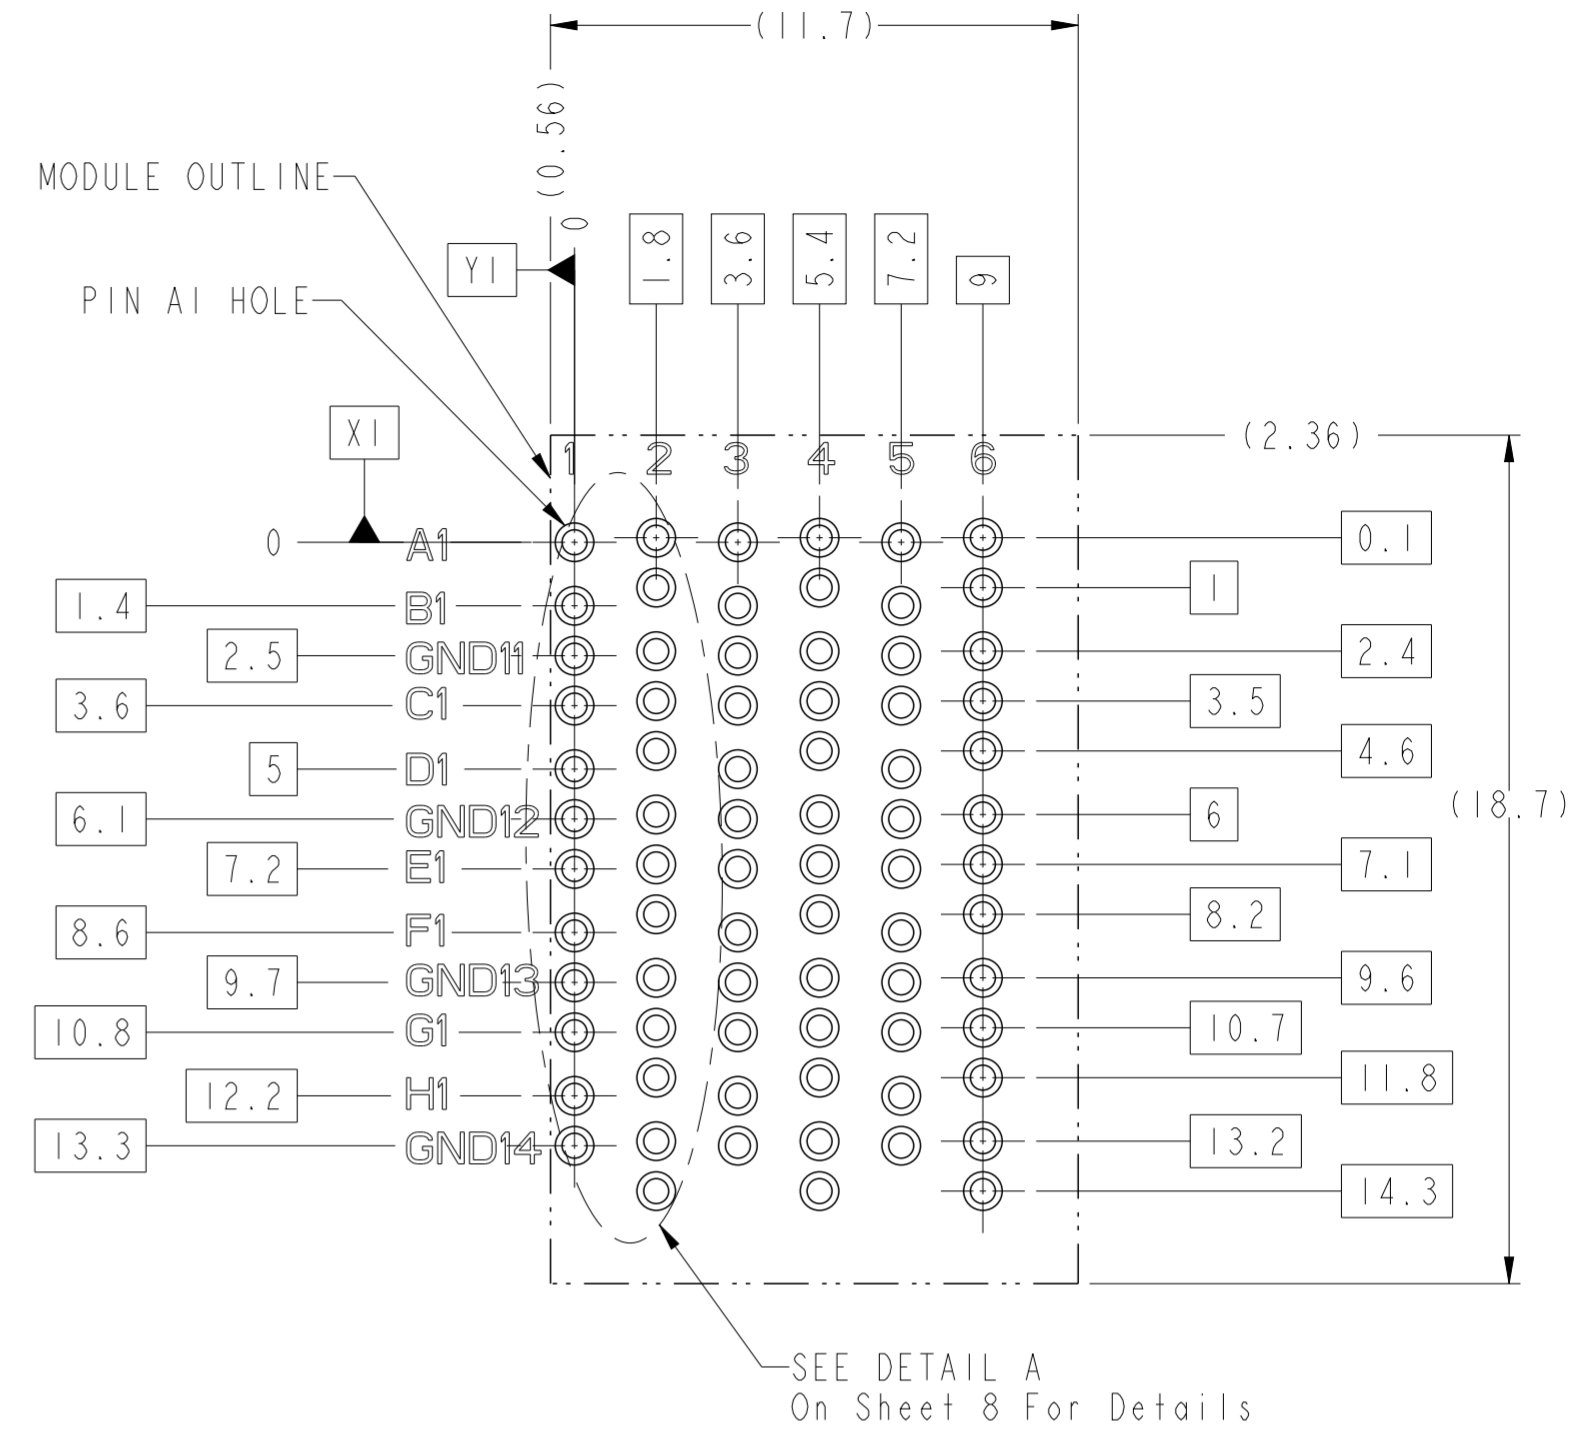 (11.7)
(0.56)
MODULE OUTLINE
0
1.8
3.6
5.4
7.2
9
Y1
PIN A1 HOLE
X1
(2.36)
1 2 3 4 5 6
0 A1 0.1
1
1.4 B1
2.5 GND11 2.4
3.6 C1 3.5
4.6
5 D1
(18.7)
6.1 GND12 6
7.2 E1 7.1
8.2
8.6 F1
9.7 GND13 9.6
10.8 G1 10.7
11.8
12.2 H1
13.3 GND14 13.2
14.3
SEE DETAIL A
On Sheet 8 For Details